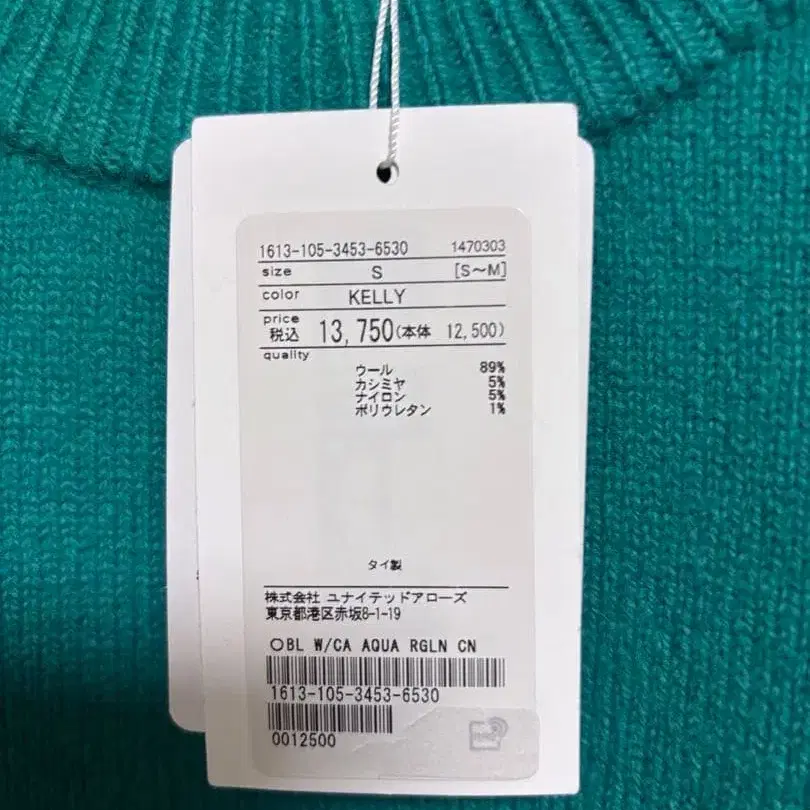 1613-105-3453-6530 1470303
size S [S～M]
color KELLY
price
税込 13,750(本体 12,500)
quality
ウール 89%
カシミヤ 5%
ナイロン 5%
ポリウレタン 1%
タイ製
株式会社 ユナイテッドアローズ
東京都港区赤坂8-1-19
○BL W/CA AQUA RGLN CN
1613-105-3453-6530
0012500